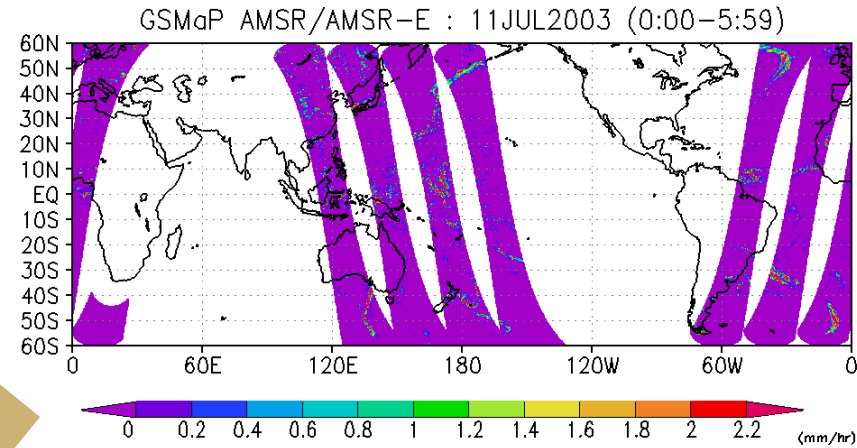 GSMaP AMSR/AMSR-E : 11JUL2003 (0:00-5:59)
60N
50N
40N
30N
20N
10N
EQ
10S
20S
30S
40S
50S
60S
0 60E 120E 180 120W 60W 0
0 0.2 0.4 0.6 0.8 1 1.2 1.4 1.6 1.8 2 2.2 (mm/hr)